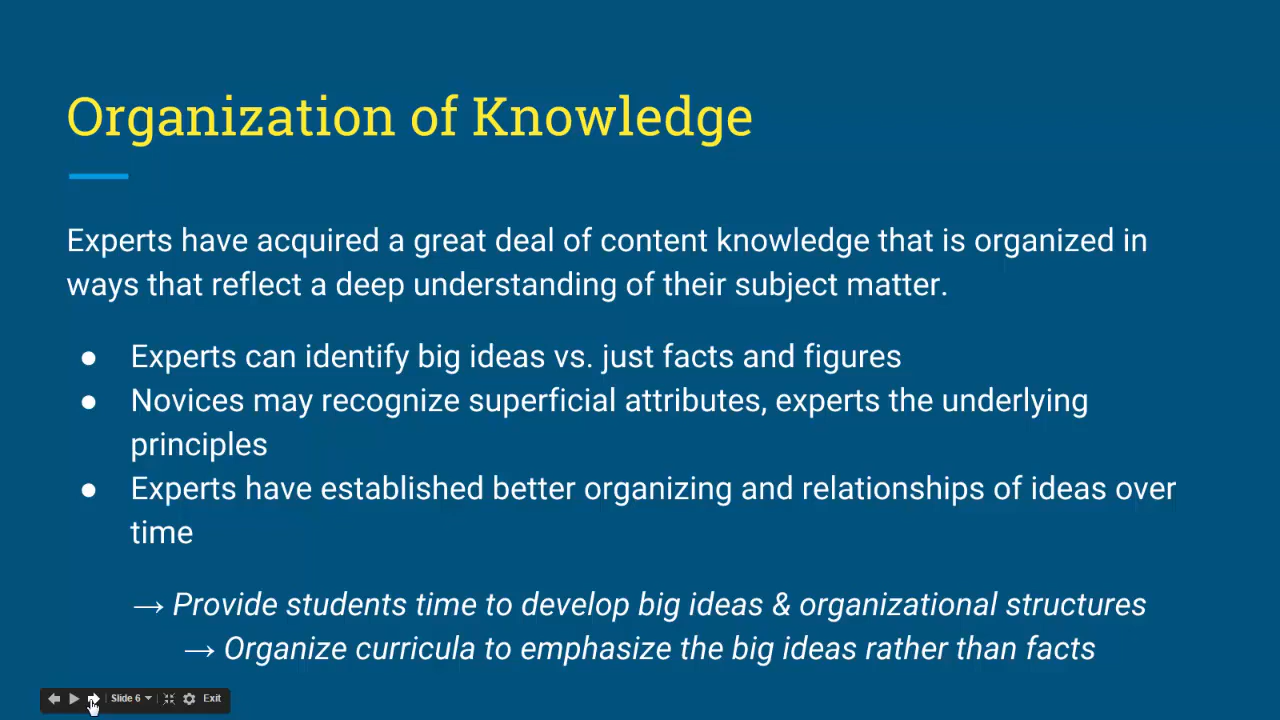 Organization of Knowledge
Experts have acquired a great deal of content knowledge that is organized in
ways that reflect a deep understanding of their subject matter.
● Experts can identify big ideas vs. just facts and figures
● Novices may recognize superficial attributes, experts the underlying
principles
● Experts have established better organizing and relationships of ideas over
time
→ Provide students time to develop big ideas & organizational structures
→ Organize curricula to emphasize the big ideas rather than facts
Slide 6 Exit